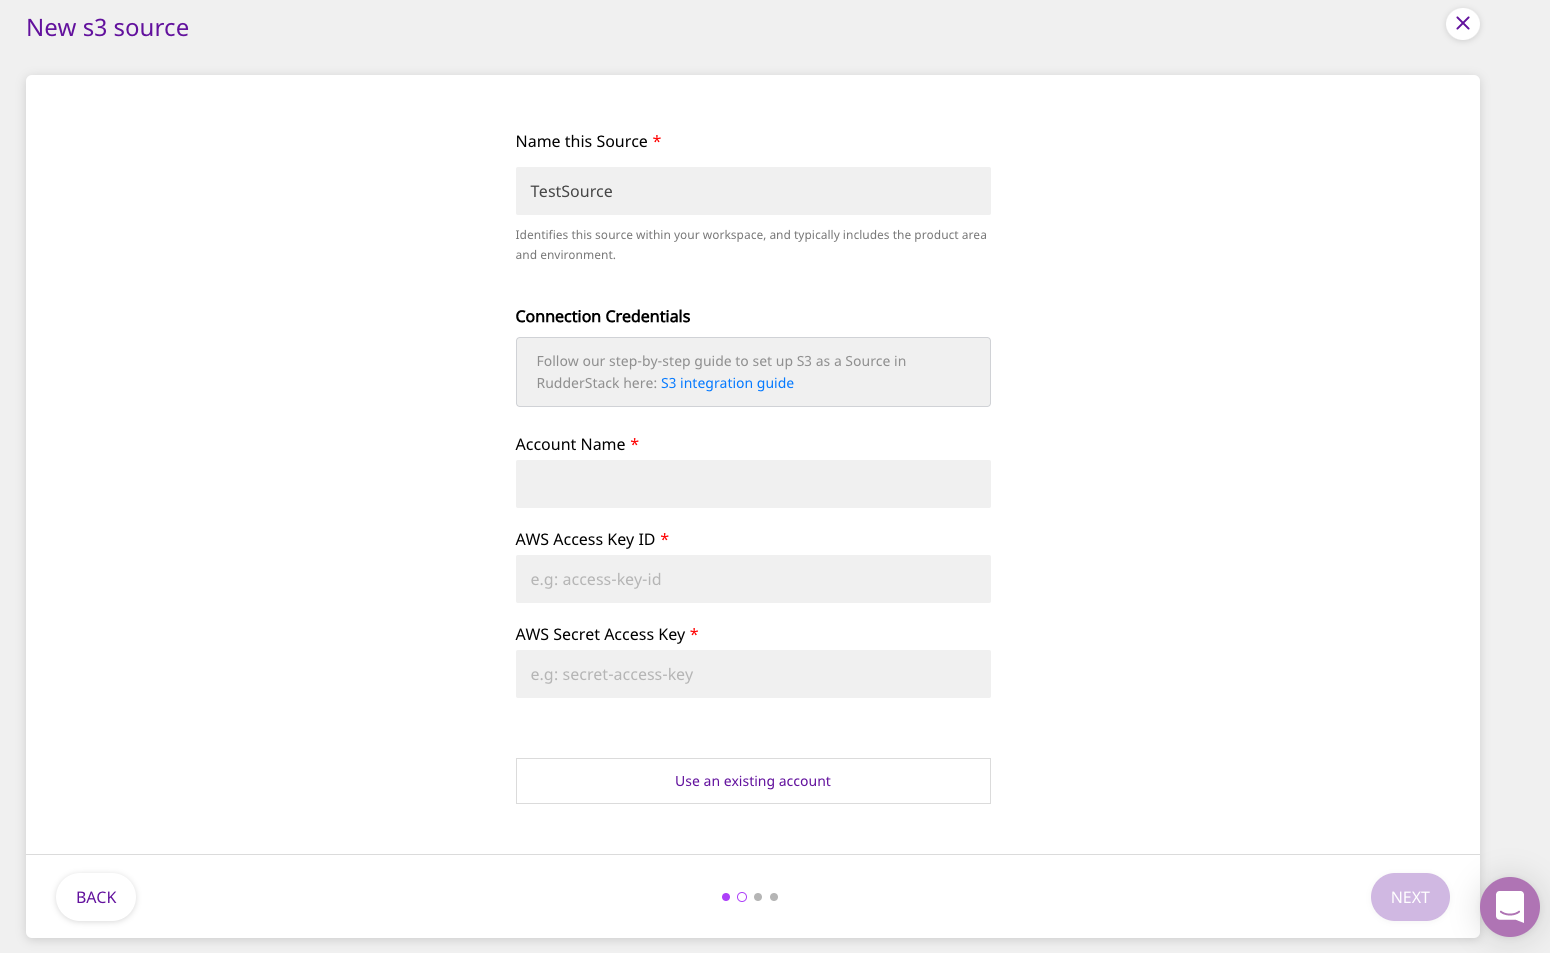 New s3 source
Name this Source *
TestSource
Identifies this source within your workspace, and typically includes the product area
and environment.
Connection Credentials
Follow our step-by-step guide to set up S3 as a Source in
RudderStack here: S3 integration guide
Account Name *
AWS Access Key ID *
e.g: access-key-id
AWS Secret Access Key *
e.g: secret-access-key
Use an existing account
BACK
NEXT